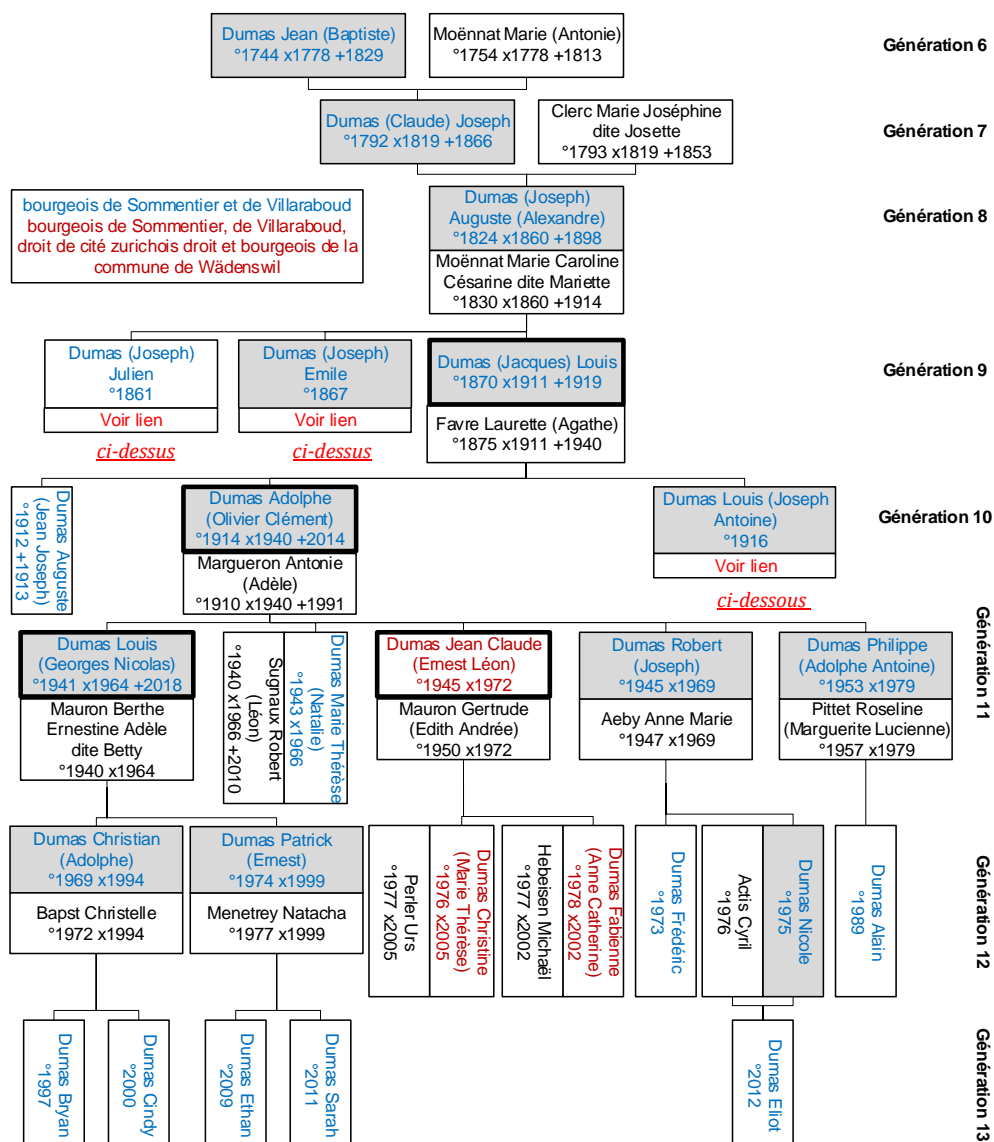 Dumas Jean (Baptiste)
°1744 x1778 +1829
Moënnat Marie (Antonie)
°1754 x1778 +1813
Génération 6
Dumas (Claude) Joseph
°1792 x1819 +1866
Clerc Marie Joséphine
dite Josette
°1793 x1819 +1853
Génération 7
bourgeois de Sommentier et de Villaraboud
bourgeois de Sommentier, de Villaraboud,
droit de cité zurichois droit et bourgeois de la
commune de Wädenswil
Dumas (Joseph)
Auguste (Alexandre)
°1824 x1860 +1898
Moënnat Marie Caroline
Césarine dite Mariette
°1830 x1860 +1914
Génération 8
Dumas (Joseph)
Julien
°1861
Voir lien
ci-dessus
Dumas (Joseph)
Emile
°1867
Voir lien
ci-dessus
Dumas (Jacques) Louis
°1870 x1911 +1919
Favre Laurette (Agathe)
°1875 x1911 +1940
Génération 9
Dumas Auguste
(Jean Joseph)
°1912 +1913
Dumas Adolphe
(Olivier Clément)
°1914 x1940 +2014
Margueron Antonie
(Adèle)
°1910 x1940 +1991
Dumas Louis (Joseph
Antoine)
°1916
Voir lien
ci-dessous
Génération 10
Dumas Louis
(Georges Nicolas)
°1941 x1964 +2018
Mauron Berthe
Ernestine Adèle
dite Betty
°1940 x1964
Sugnaux Robert
(Léon)
°1940 x1966 +2010
Dumas Marie Thérèse
(Natalie)
°1943 x1966
Dumas Jean Claude
(Ernest Léon)
°1945 x1972
Mauron Gertrude
(Edith Andrée)
°1950 x1972
Dumas Robert
(Joseph)
°1945 x1969
Aeby Anne Marie
°1947 x1969
Dumas Philippe
(Adolphe Antoine)
°1953 x1979
Pittet Roseline
(Marguerite Lucienne)
°1957 x1979
Génération 11
Dumas Christian
(Adolphe)
°1969 x1994
Bapst Christelle
°1972 x1994
Dumas Patrick
(Ernest)
°1974 x1999
Menetrey Natacha
°1977 x1999
Perler Urs
°1977 x2005
Dumas Christine
(Marie Thérèse)
°1976 x2005
Hebeisen Michaël
°1977 x2002
Dumas Fabienne
(Anne Catherine)
°1978 x2002
Dumas Frédéric
°1973
Actis Cyril
°1976
Dumas Nicole
°1975
Dumas Alain
°1989
Génération 12
Dumas Bryan
°1997
Dumas Cindy
°2000
Dumas Ethan
°2009
Dumas Sarah
°2011
Dumas Eliot
°2012
Génération 13